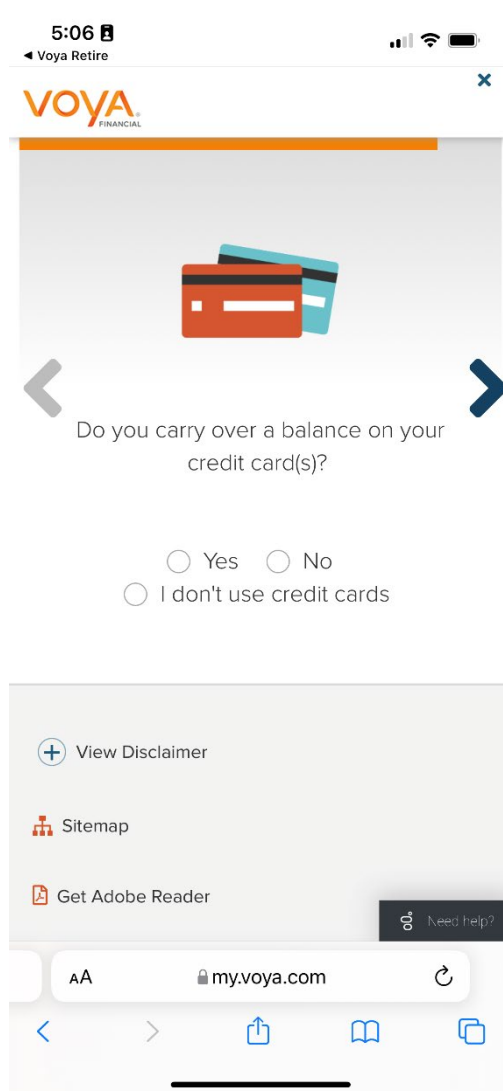 5:06
◀ Voya Retire
VOYA
FINANCIAL
Do you carry over a balance on your
credit card(s)?
Yes No
I don't use credit cards
View Disclaimer
Sitemap
Get Adobe Reader
Need help?
AA my.voya.com